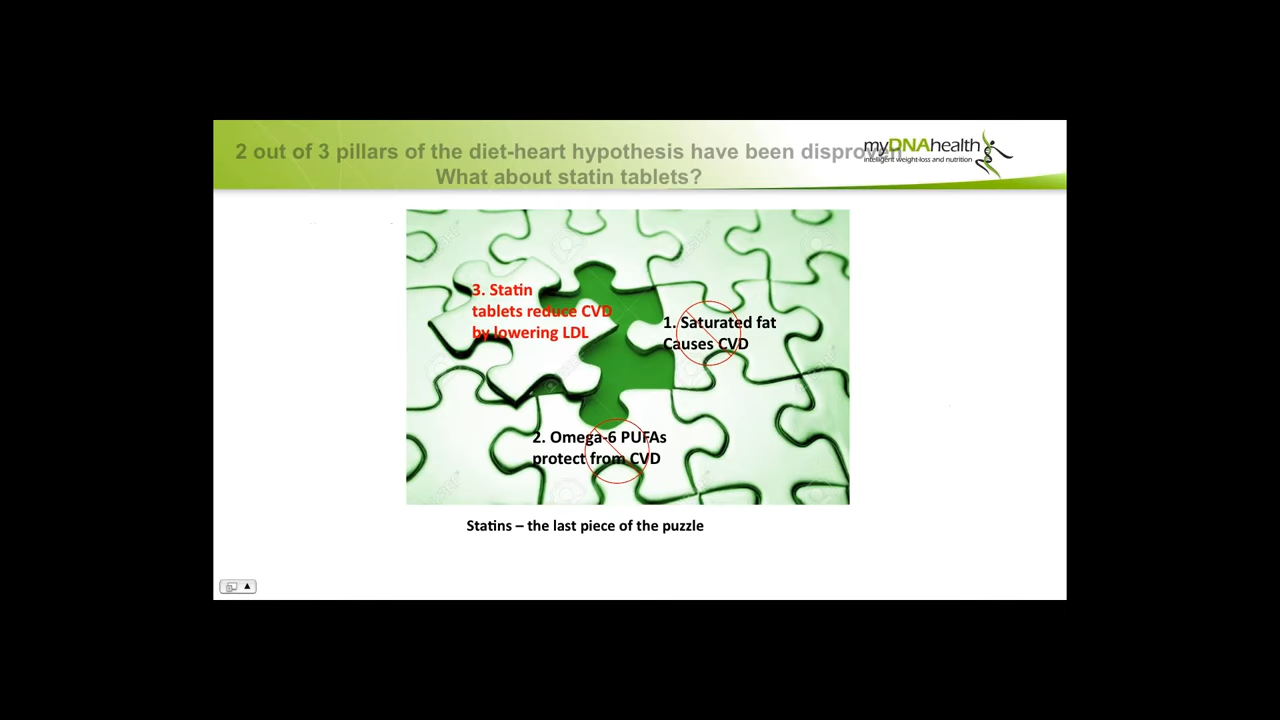 2 out of 3 pillars of the diet-heart hypothesis have been disproven
What about statin tablets?
myDNAhealth
intelligent weight-loss and nutrition
3. Statin
tablets reduce CVD
by lowering LDL
1. Saturated fat
Causes CVD
2. Omega-6 PUFAs
protect from CVD
Statins – the last piece of the puzzle